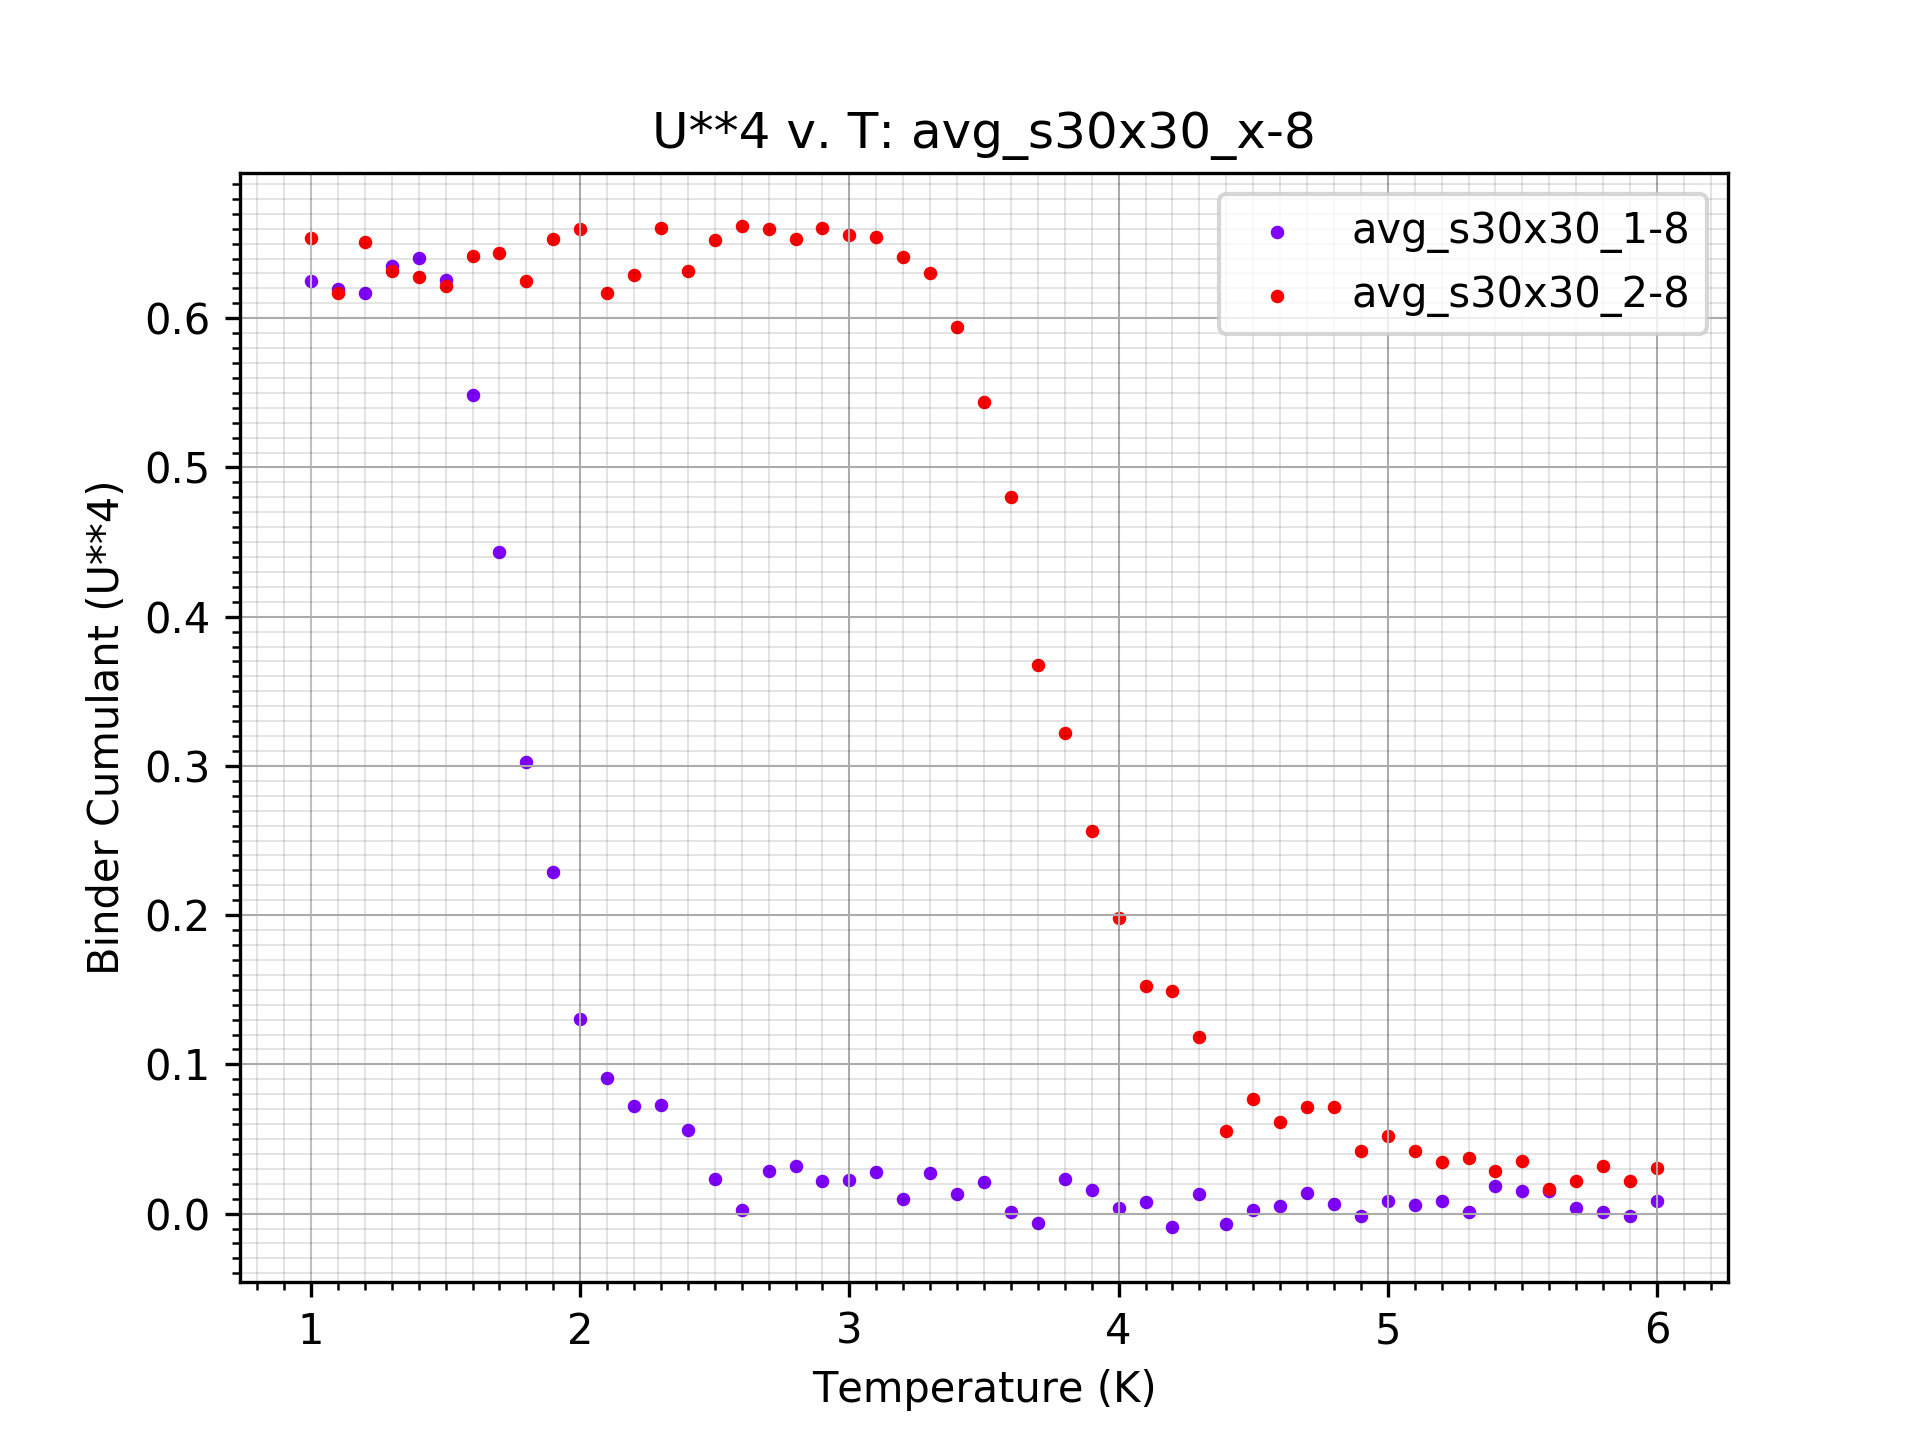 U**4 v. T: avg_s30x30_x-8
avg_s30x30_1-8
avg_s30x30_2-8
Binder Cumulant (U**4)
0.6
0.5
0.4
0.3
0.2
0.1
0.0
1 2 3 4 5 6
Temperature (K)